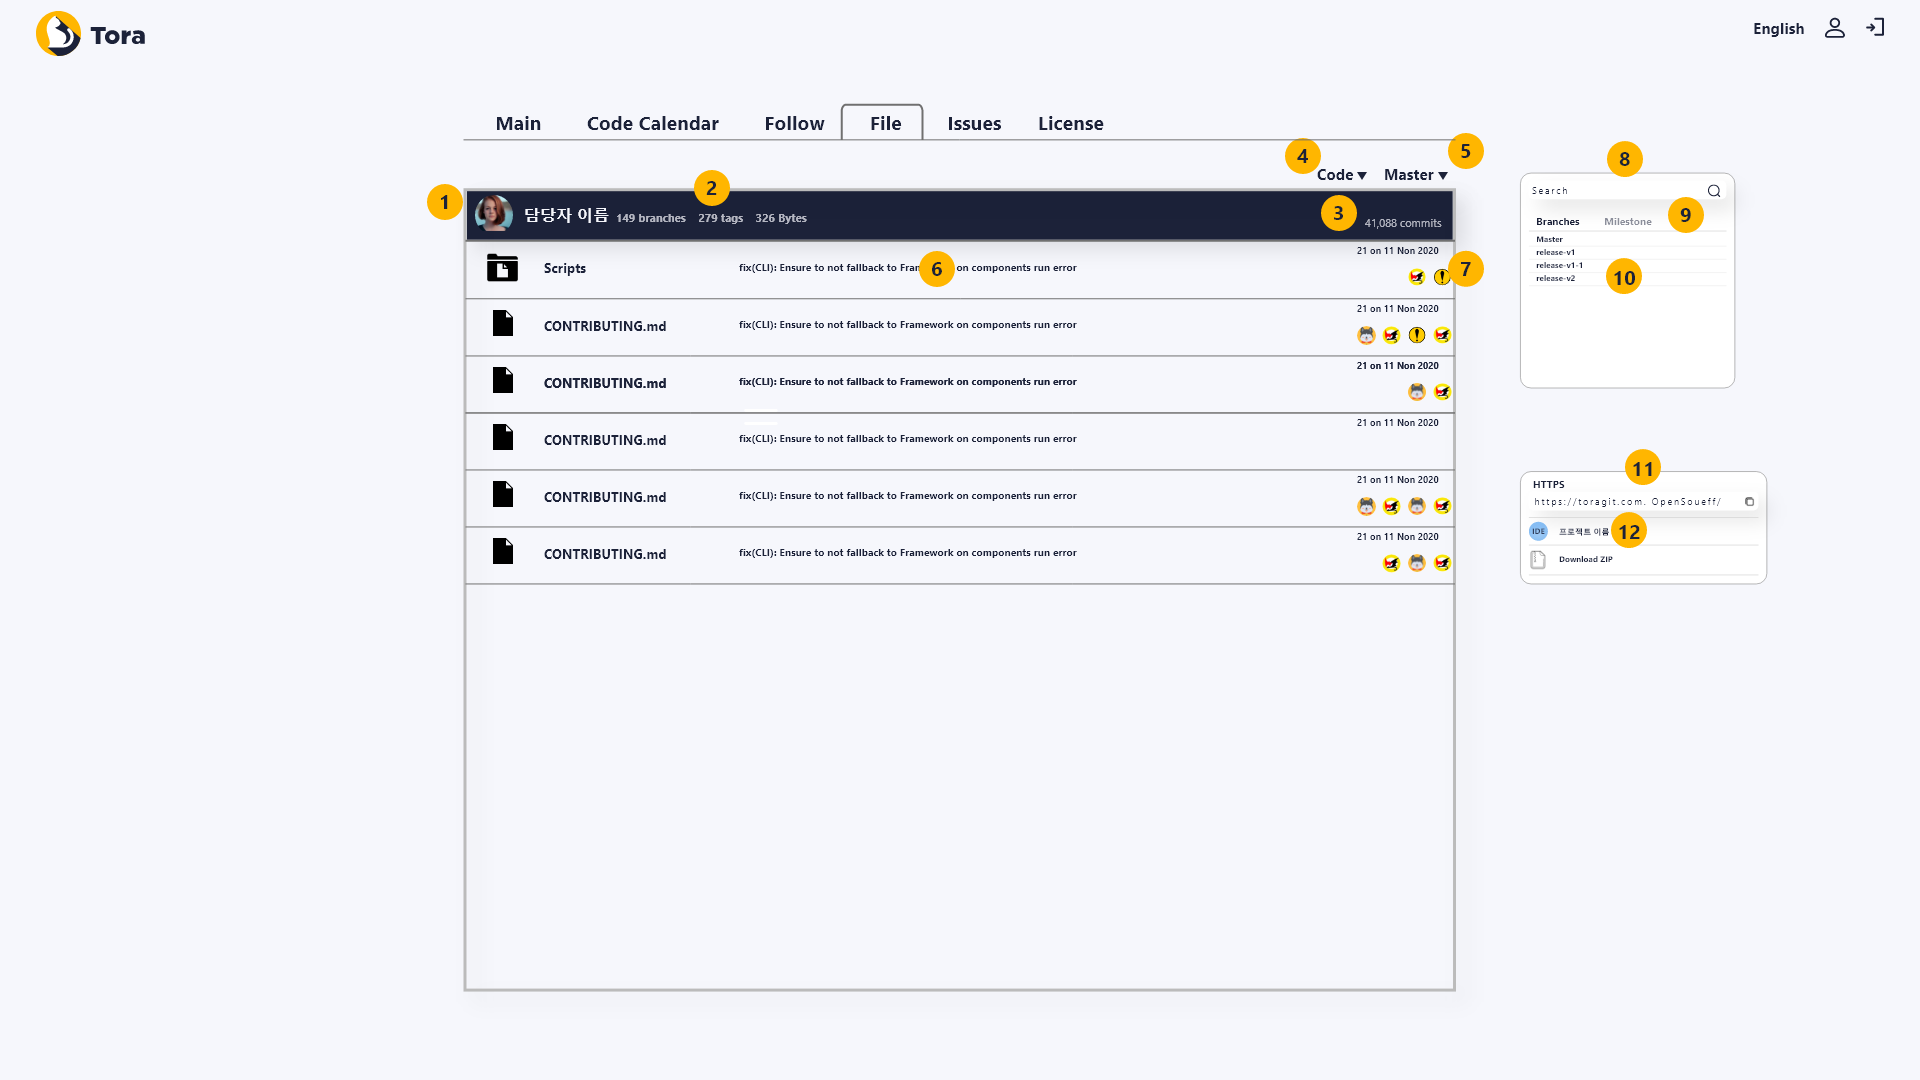 Tora
English
Main Code Calendar Follow File Issues License
4 5
Code Master
1 2 3
담당자 이름 149 branches 279 tags 326 Bytes 41,088 commits
Scripts
fix(CLI): Ensure to not fallback to Fran 6 on components run error
21 on 11 Non 2020
7
CONTRIBUTING.md
fix(CLI): Ensure to not fallback to Framework on components run error
21 on 11 Non 2020
CONTRIBUTING.md
fix(CLI): Ensure to not fallback to Framework on components run error
21 on 11 Non 2020
CONTRIBUTING.md
fix(CLI): Ensure to not fallback to Framework on components run error
21 on 11 Non 2020
CONTRIBUTING.md
fix(CLI): Ensure to not fallback to Framework on components run error
21 on 11 Non 2020
CONTRIBUTING.md
fix(CLI): Ensure to not fallback to Framework on components run error
21 on 11 Non 2020
8
Search
9
Branches Milestone
Master
release-v1
release-v1-1
release-v2
10
11
HTTPS
https://toragit.com. OpenSoueff/
IDE 프로젝트 이름 12
Download ZIP